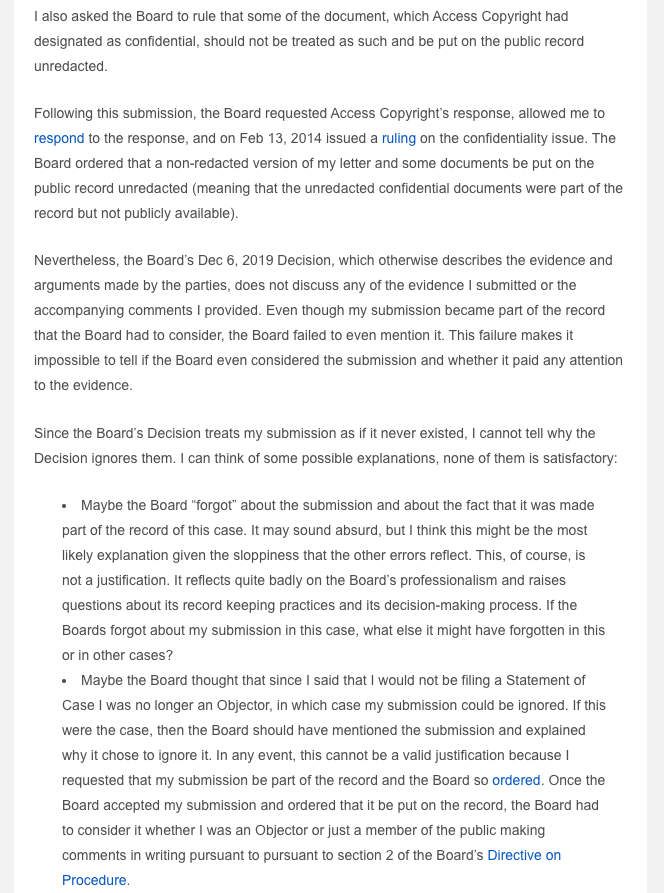 I also asked the Board to rule that some of the document, which Access Copyright had
designated as confidential, should not be treated as such and be put on the public record
unredacted.
Following this submission, the Board requested Access Copyright’s response, allowed me to
respond to the response, and on Feb 13, 2014 issued a ruling on the confidentiality issue. The
Board ordered that a non-redacted version of my letter and some documents be put on the
public record unredacted (meaning that the unredacted confidential documents were part of the
record but not publicly available).
Nevertheless, the Board’s Dec 6, 2019 Decision, which otherwise describes the evidence and
arguments made by the parties, does not discuss any of the evidence I submitted or the
accompanying comments I provided. Even though my submission became part of the record
that the Board had to consider, the Board failed to even mention it. This failure makes it
impossible to tell if the Board even considered the submission and whether it paid any attention
to the evidence.
Since the Board’s Decision treats my submission as if it never existed, I cannot tell why the
Decision ignores them. I can think of some possible explanations, none of them is satisfactory:
• Maybe the Board “forgot” about the submission and about the fact that it was made
part of the record of this case. It may sound absurd, but I think this might be the most
likely explanation given the sloppiness that the other errors reflect. This, of course, is
not a justification. It reflects quite badly on the Board’s professionalism and raises
questions about its record keeping practices and its decision-making process. If the
Boards forgot about my submission in this case, what else it might have forgotten in this
or in other cases?
• Maybe the Board thought that since I said that I would not be filing a Statement of
Case I was no longer an Objector, in which case my submission could be ignored. If this
were the case, then the Board should have mentioned the submission and explained
why it chose to ignore it. In any event, this cannot be a valid justification because I
requested that my submission be part of the record and the Board so ordered. Once the
Board accepted my submission and ordered that it be put on the record, the Board had
to consider it whether I was an Objector or just a member of the public making
comments in writing pursuant to pursuant to section 2 of the Board’s Directive on
Procedure.